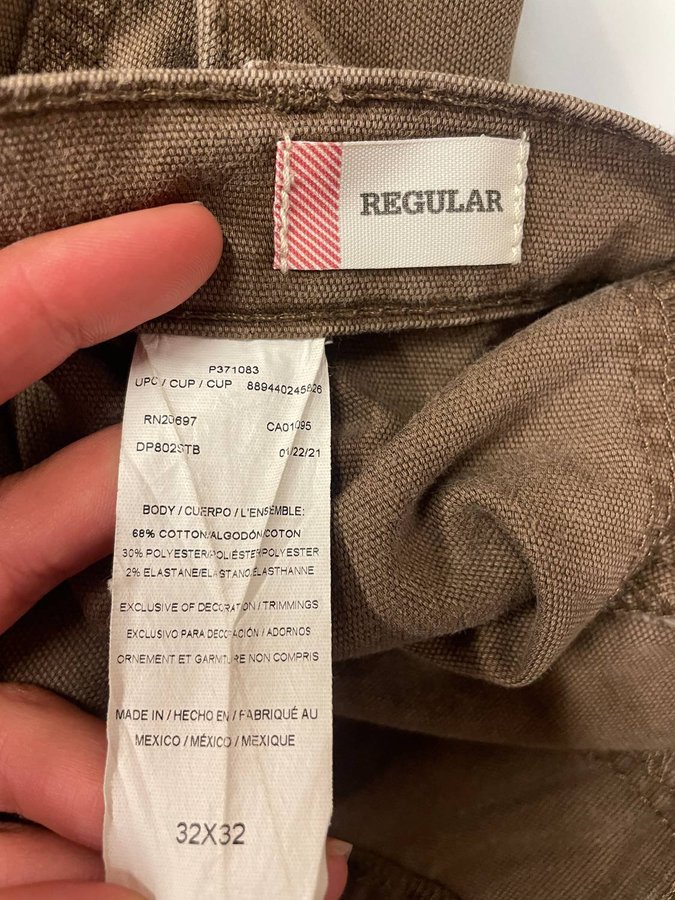 REGULAR
P371083
UPC / CUP / CUP 889440245826
RN20697 CA01095
DP802STB 01/22/21
BODY / CUERPO / L'ENSEMBLE:
68% COTTON/ALGODÓN/COTON
30% POLYESTER/POLIÉSTER/POLYESTER
2% ELASTANE/ELASTANO/ÉLASTHANNE
EXCLUSIVE OF DECORATION / TRIMMINGS
EXCLUSIVO PARA DECORACIÓN / ADORNOS
ORNEMENT ET GARNITURE NON COMPRIS
MADE IN / HECHO EN / FABRIQUÉ AU
MEXICO / MÉXICO / MEXIQUE
32X32